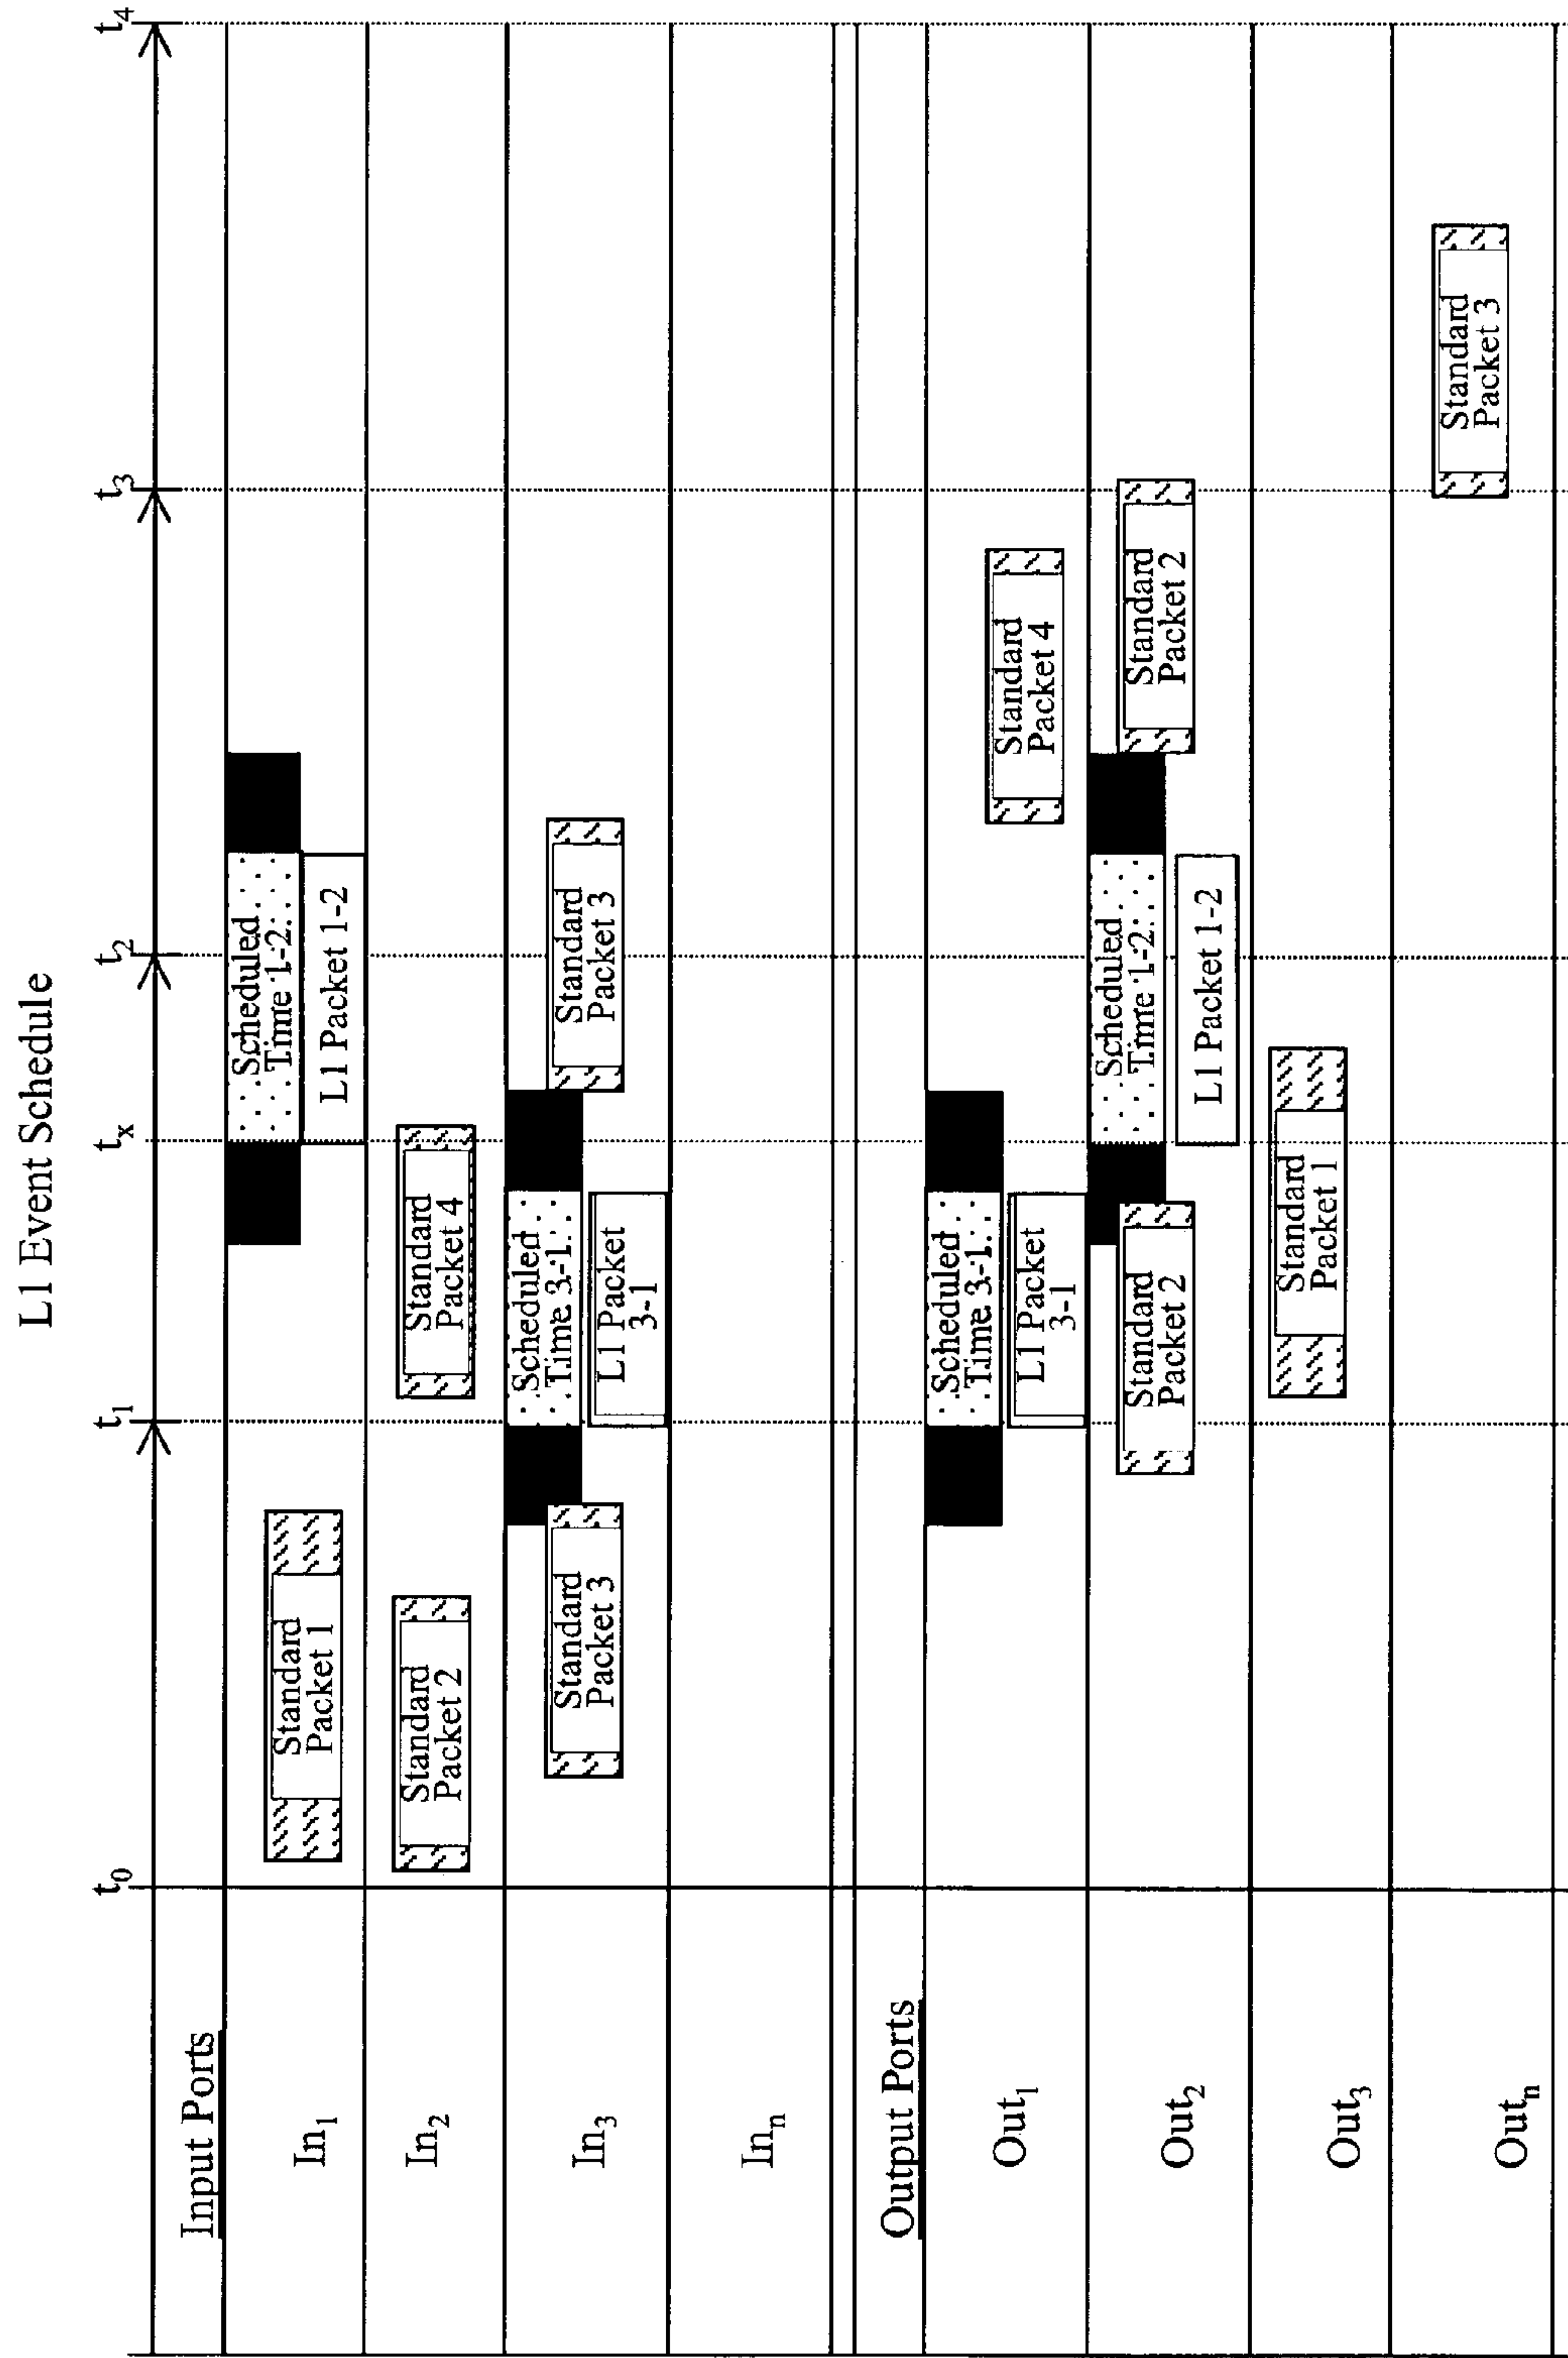 L1 Event Schedule
t0
t1
tx
t2
t3
t4
Input Ports
In1
Standard
Packet 1
Scheduled
Time 1-2
L1 Packet 1-2
In2
Standard
Packet 2
Standard
Packet 4
In3
Standard
Packet 3
Scheduled
Time 3-1
L1 Packet
3-1
Standard
Packet 3
Inn
Output Ports
Out1
Scheduled
Time 3-1
L1 Packet
3-1
Standard
Packet 4
Out2
Standard
Packet 2
Scheduled
Time 1-2
L1 Packet 1-2
Standard
Packet 2
Out3
Standard
Packet 1
Outn
Standard
Packet 3